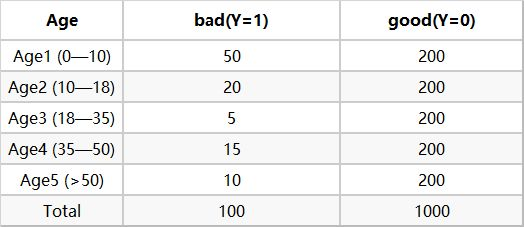 Age bad(Y=1) good(Y=0)
Age1 (0—10) 50 200
Age2 (10—18) 20 200
Age3 (18—35) 5 200
Age4 (35—50) 15 200
Age5 (>50) 10 200
Total 100 1000